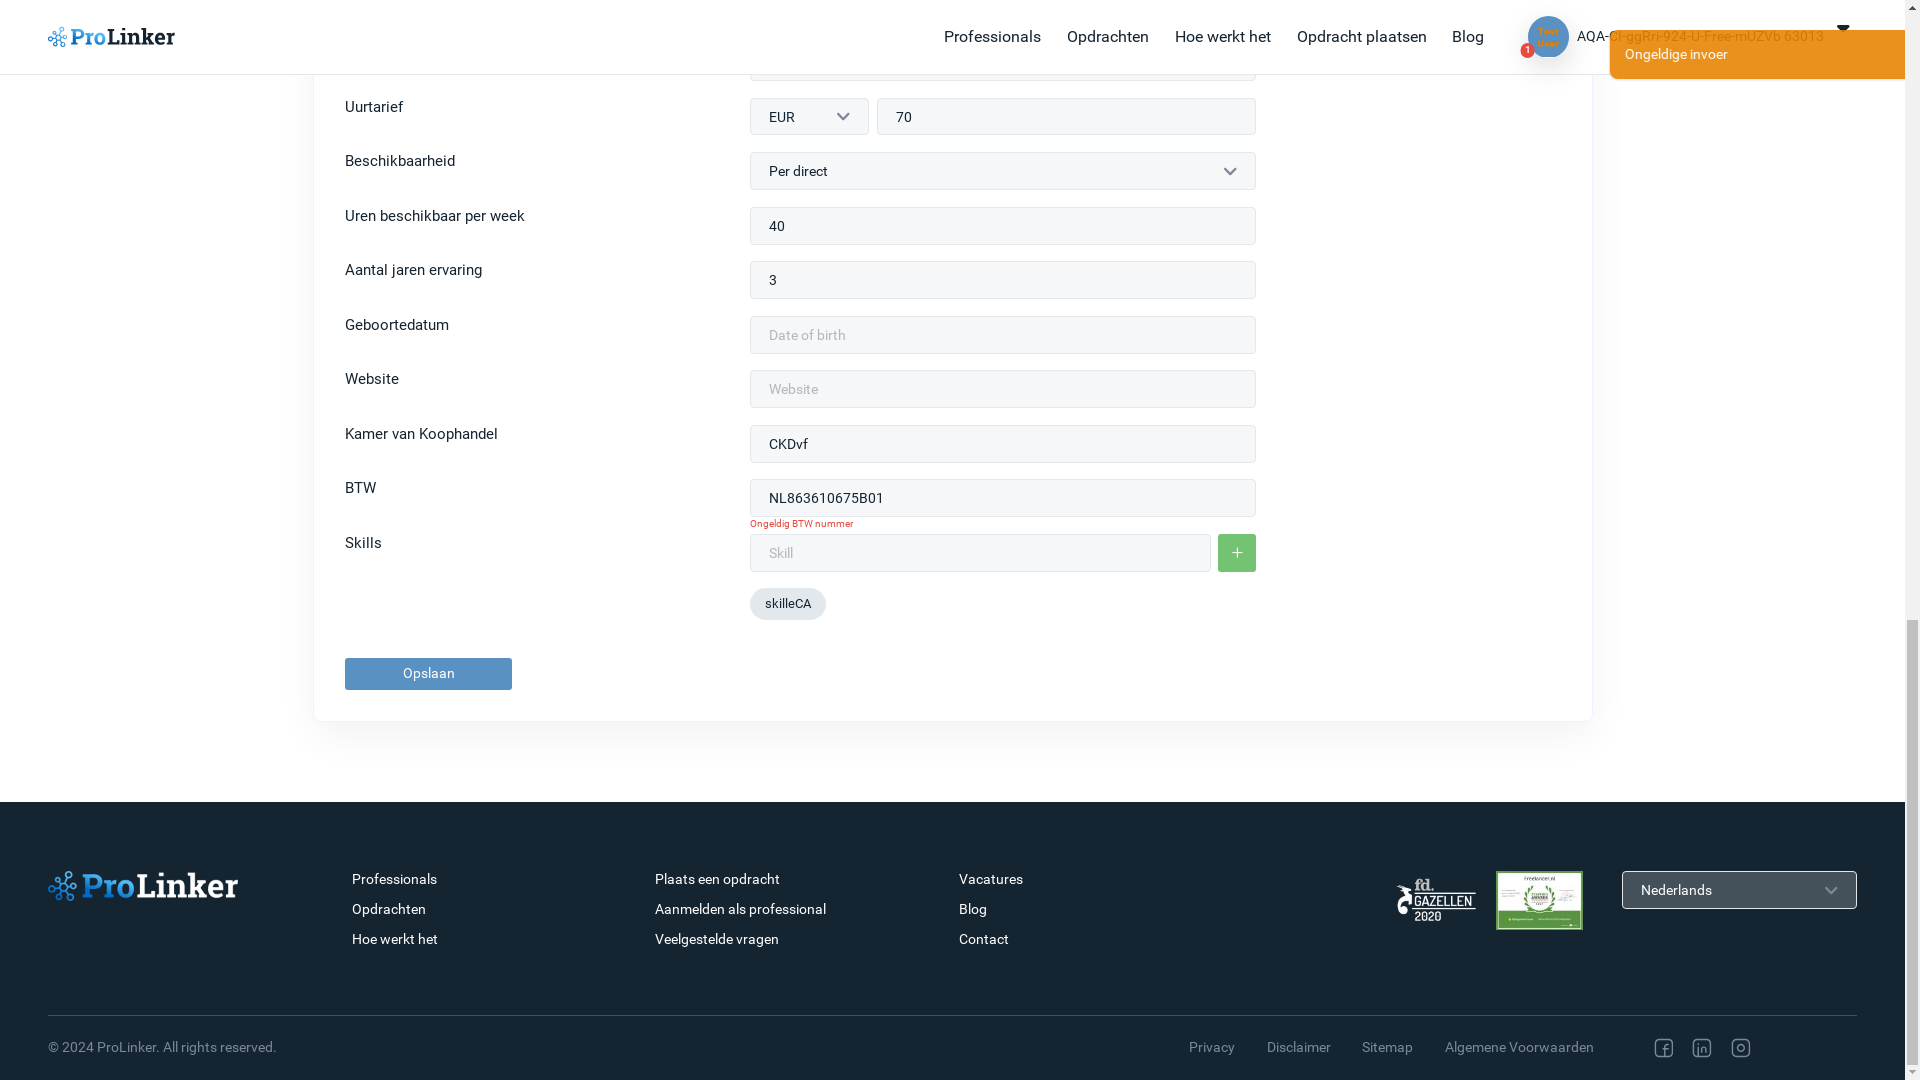 ProLinker
Professionals
Opdrachten
Hoe werkt het
Opdracht plaatsen
Blog
Test
User
1
AQA-CI-ggRri-924-U-Free-mUZVb 63013
Ongeldige invoer
Uurtarief
EUR
70
Beschikbaarheid
Per direct
Uren beschikbaar per week
40
Aantal jaren ervaring
3
Geboortedatum
Date of birth
Website
Website
Kamer van Koophandel
CKDvf
BTW
NL863610675B01
Ongeldig BTW nummer
Skills
Skill
+
skilleCA
Opslaan
ProLinker
Professionals
Opdrachten
Hoe werkt het
Plaats een opdracht
Aanmelden als professional
Veelgestelde vragen
Vacatures
Blog
Contact
fd.
GAZELLEN
2020
Freelancer.nl
Nederlands
© 2024 ProLinker. All rights reserved.
Privacy
Disclaimer
Sitemap
Algemene Voorwaarden